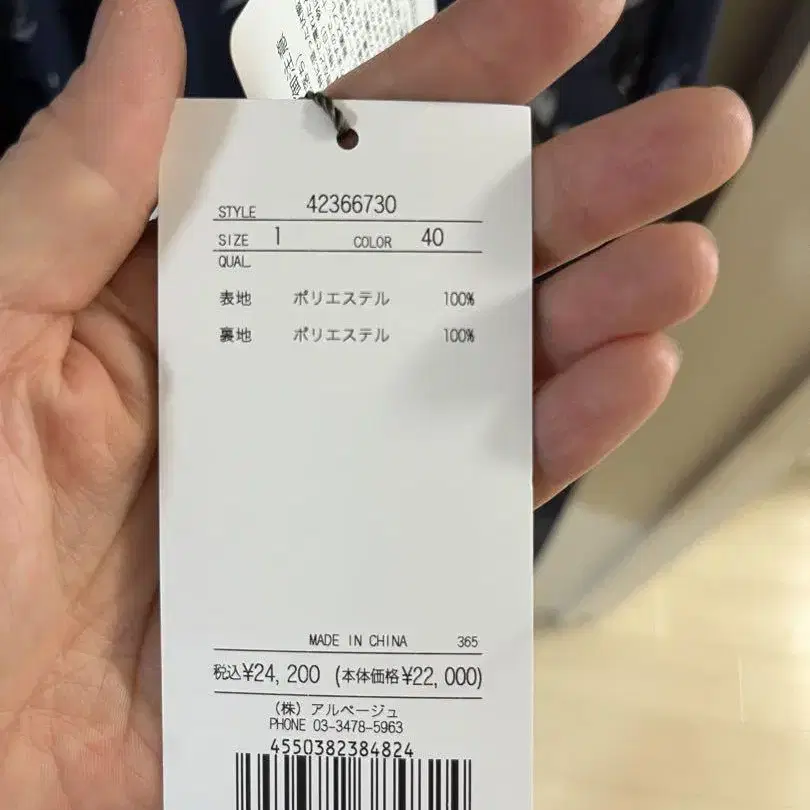 STYLE 42366730
SIZE 1 COLOR 40
QUAL
表地 ポリエステル 100%
裏地 ポリエステル 100%
MADE IN CHINA 365
税込¥24,200 (本体価格¥22,000)
(株) アルページュ
PHONE 03-3478-5963
4550382384824